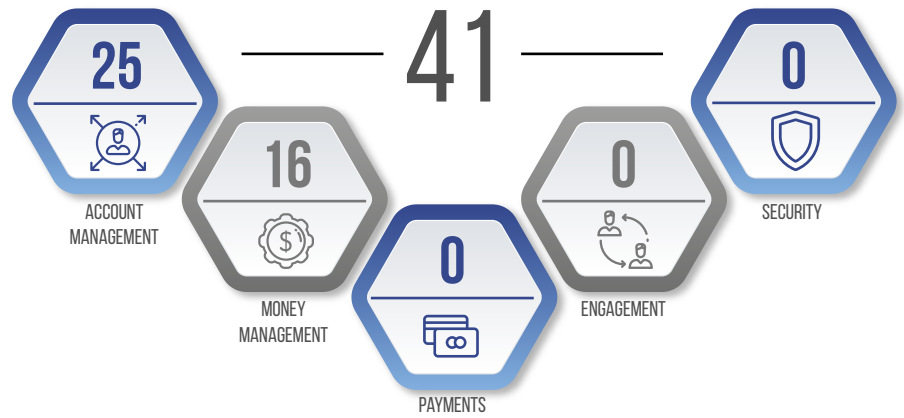 41
25
ACCOUNT
MANAGEMENT
16
$
MONEY
MANAGEMENT
0
PAYMENTS
0
ENGAGEMENT
0
SECURITY